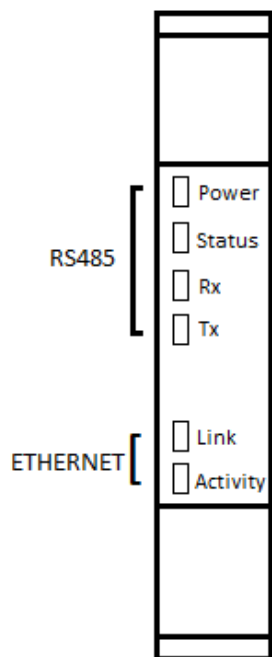 Power
Status
RS485
Rx
Tx
Link
ETHERNET
Activity